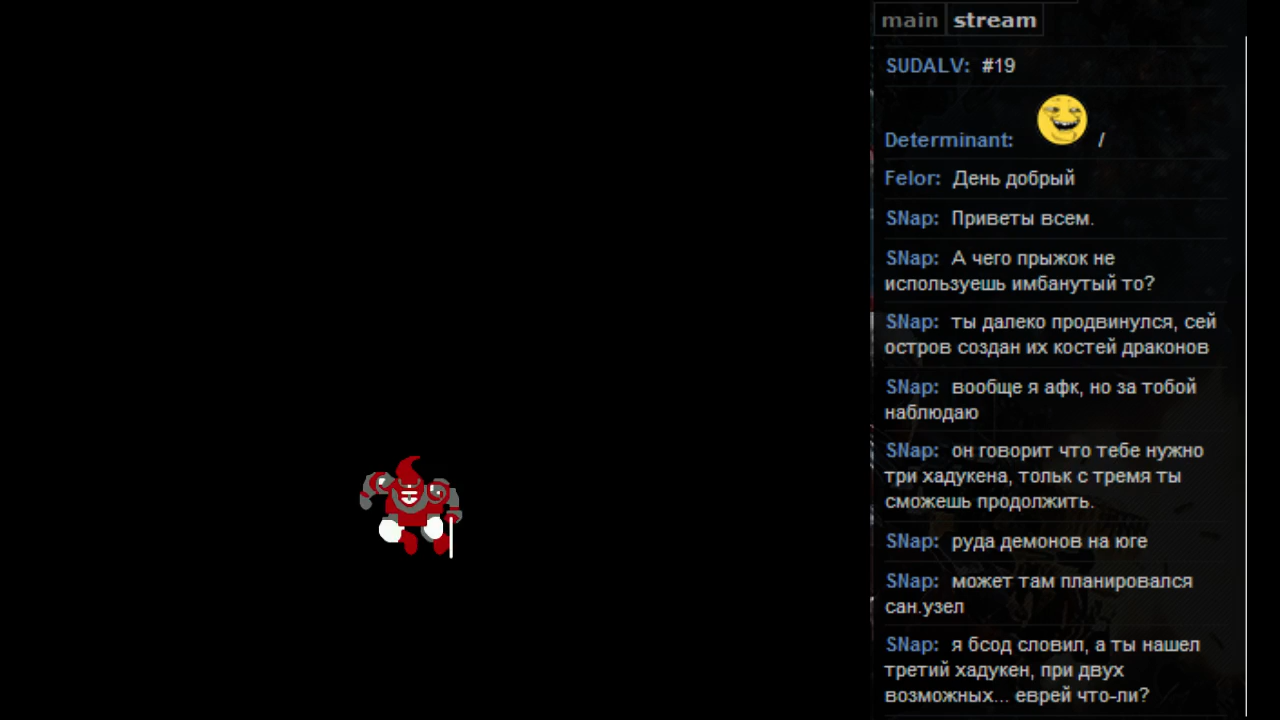 main stream
SUDALV: #19
Determinant: /
Felor: День добрый
SNap: Приветы всем.
SNap: А чего прыжок не
используешь имбанутый то?
SNap: ты далеко продвинулся, сей
остров создан их костей драконов
SNap: вообще я афк, но за тобой
наблюдаю
SNap: он говорит что тебе нужно
три хадукена, тольк с тремя ты
сможешь продолжить.
SNap: руда демонов на юге
SNap: может там планировался
сан.узел
SNap: я бсод словил, а ты нашел
третий хадукен, при двух
возможных... еврей что-ли?